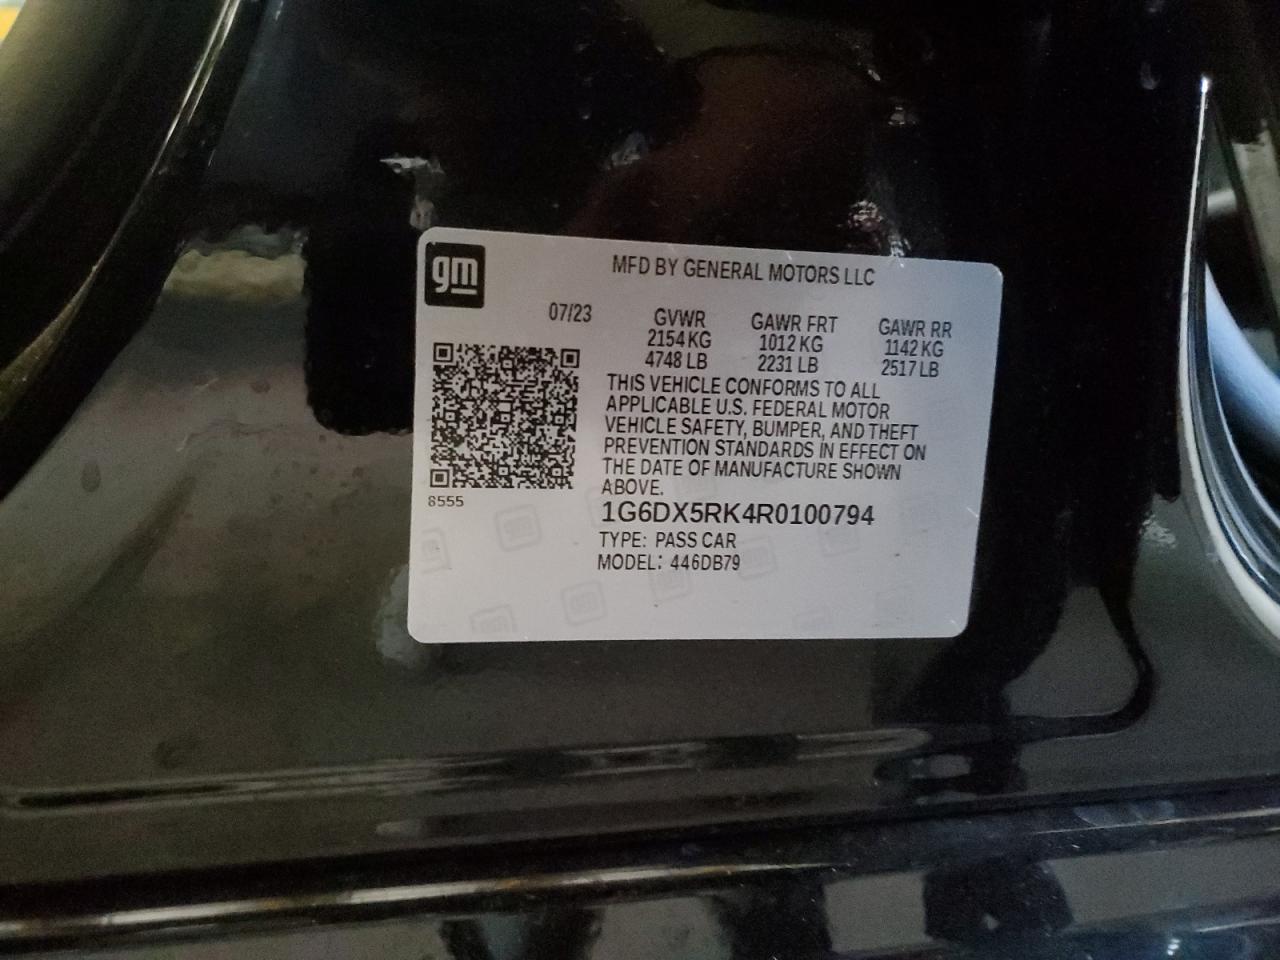 gm
MFD BY GENERAL MOTORS LLC
07/23 GVWR GAWR FRT GAWR RR
2154 KG 1012 KG 1142 KG
4748 LB 2231 LB 2517 LB
THIS VEHICLE CONFORMS TO ALL
APPLICABLE U.S. FEDERAL MOTOR
VEHICLE SAFETY, BUMPER, AND THEFT
PREVENTION STANDARDS IN EFFECT ON
THE DATE OF MANUFACTURE SHOWN
ABOVE.
8555
1G6DX5RK4R0100794
TYPE: PASS CAR
MODEL: 446DB79